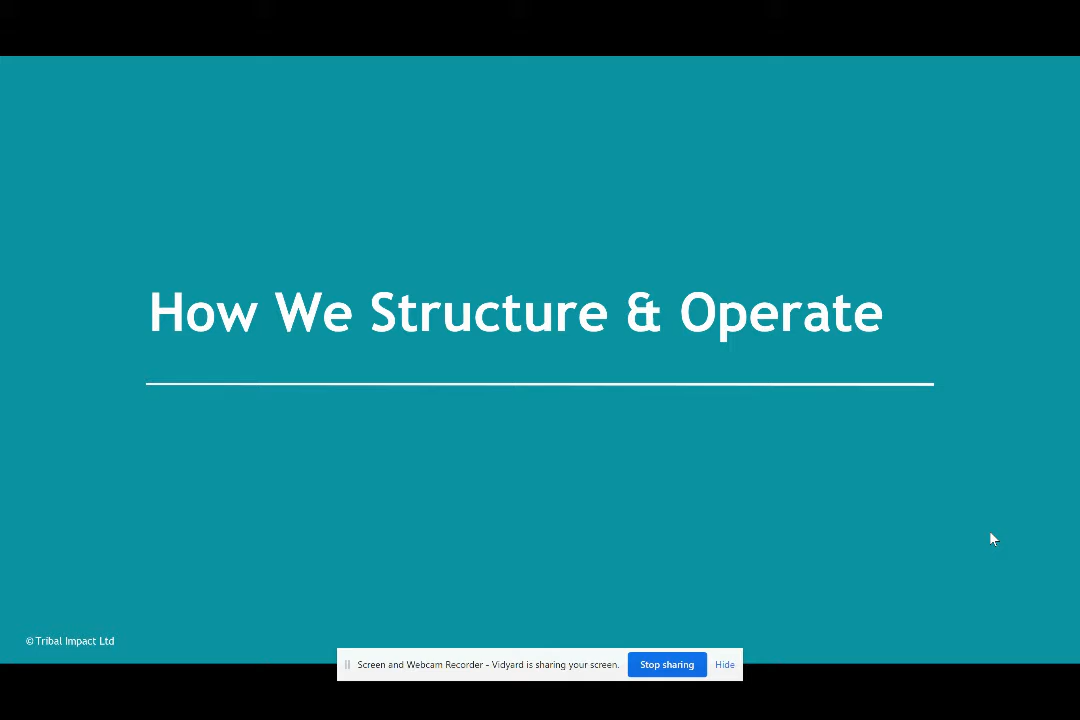 How We Structure & Operate
© Tribal Impact Ltd
Screen and Webcam Recorder - Vidyard is sharing your screen. Stop sharing Hide